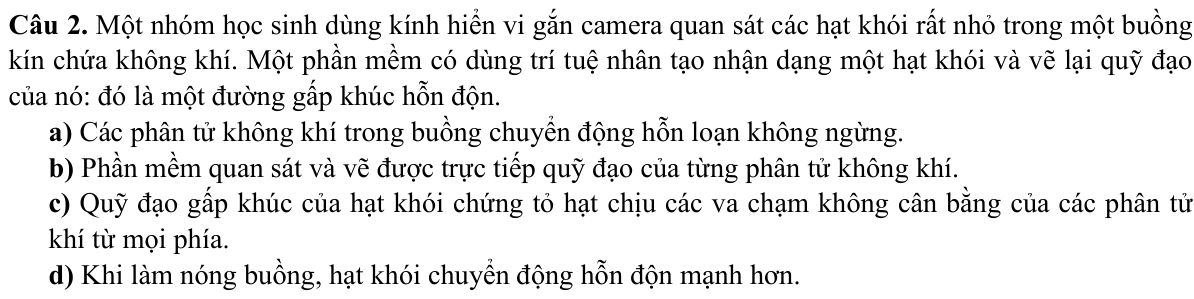 Câu 2. Một nhóm học sinh dùng kính hiển vi gắn camera quan sát các hạt khói rất nhỏ trong một buồng
kín chứa không khí. Một phần mềm có dùng trí tuệ nhân tạo nhận dạng một hạt khói và vẽ lại quỹ đạo
của nó: đó là một đường gấp khúc hỗn độn.
a) Các phân tử không khí trong buồng chuyển động hỗn loạn không ngừng.
b) Phần mềm quan sát và vẽ được trực tiếp quỹ đạo của từng phân tử không khí.
c) Quỹ đạo gấp khúc của hạt khói chứng tỏ hạt chịu các va chạm không cân bằng của các phân tử
khí từ mọi phía.
d) Khi làm nóng buồng, hạt khói chuyển động hỗn độn mạnh hơn.